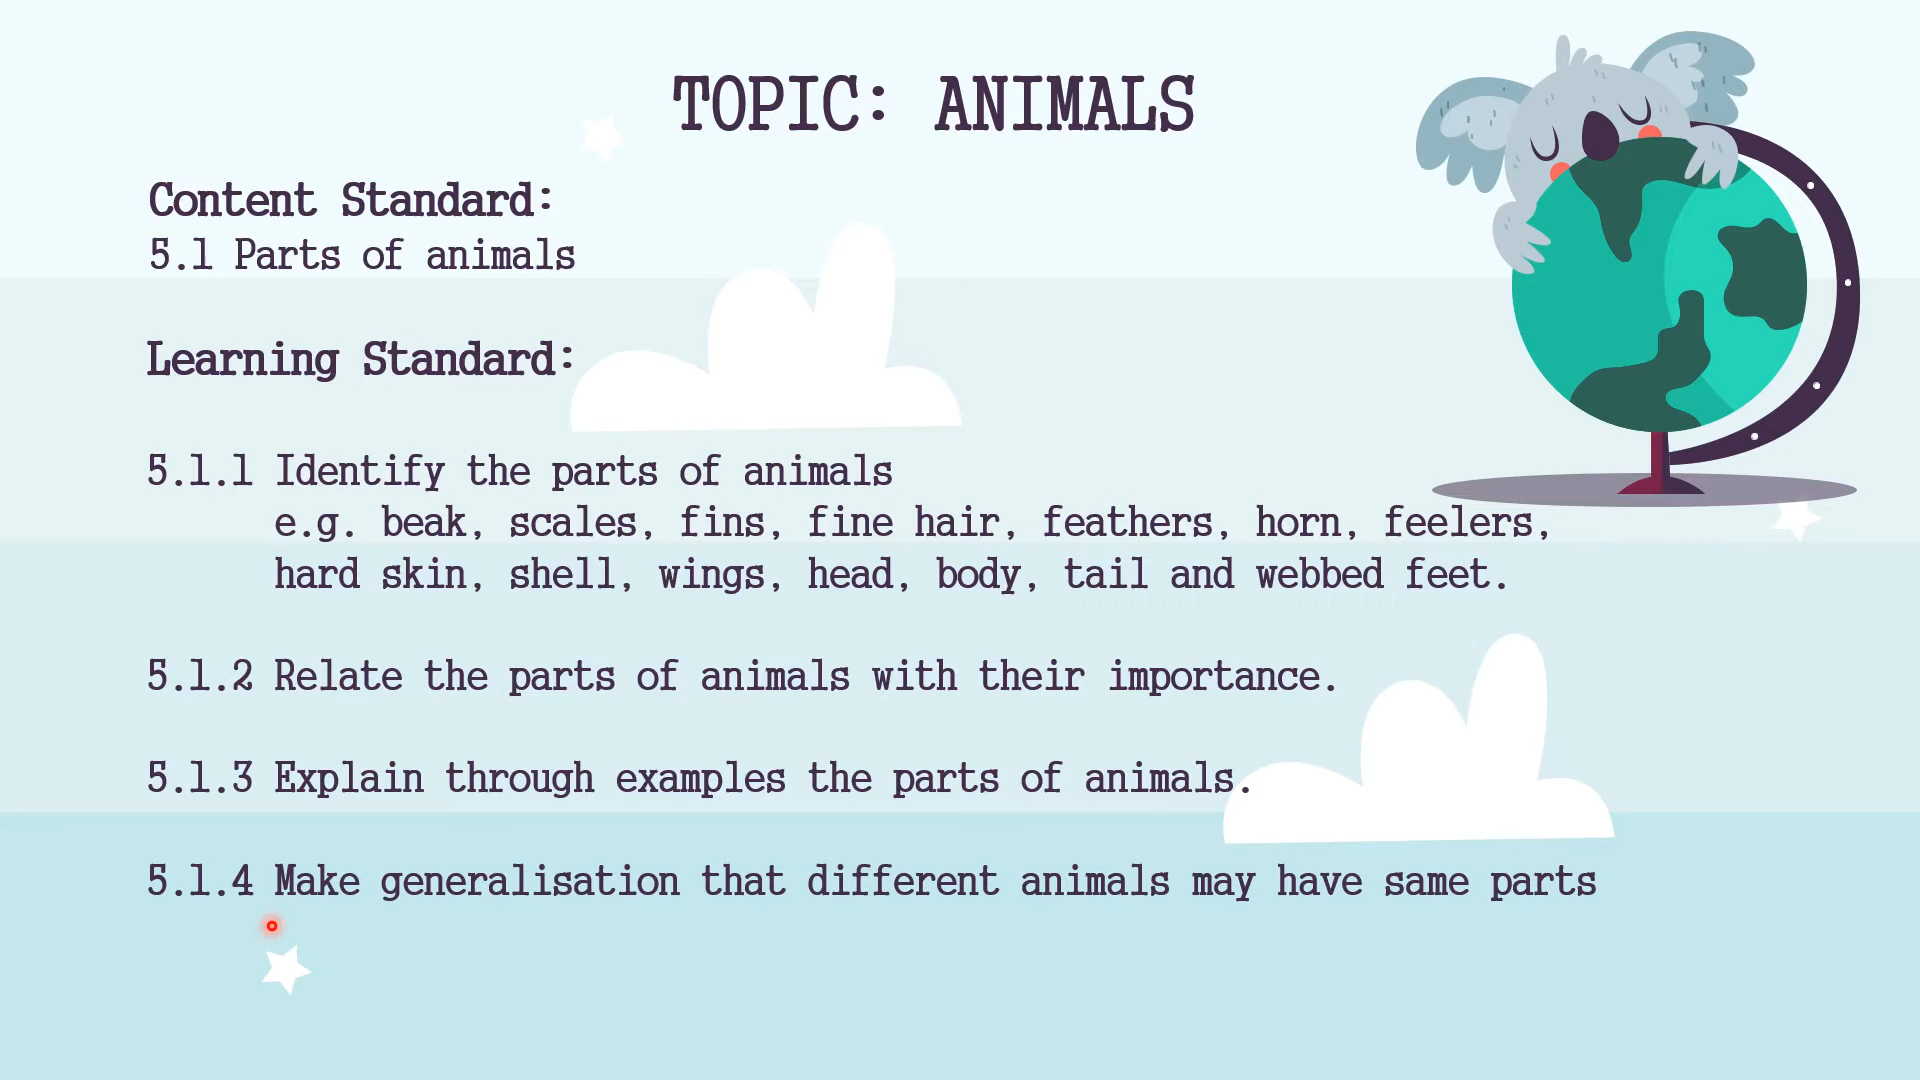 TOPIC: ANIMALS
Content Standard:
5.1 Parts of animals
Learning Standard:
5.1.1 Identify the parts of animals
e.g. beak, scales, fins, fine hair, feathers, horn, feelers,
hard skin, shell, wings, head, body, tail and webbed feet.
5.1.2 Relate the parts of animals with their importance.
5.1.3 Explain through examples the parts of animals.
5.1.4 Make generalisation that different animals may have same parts